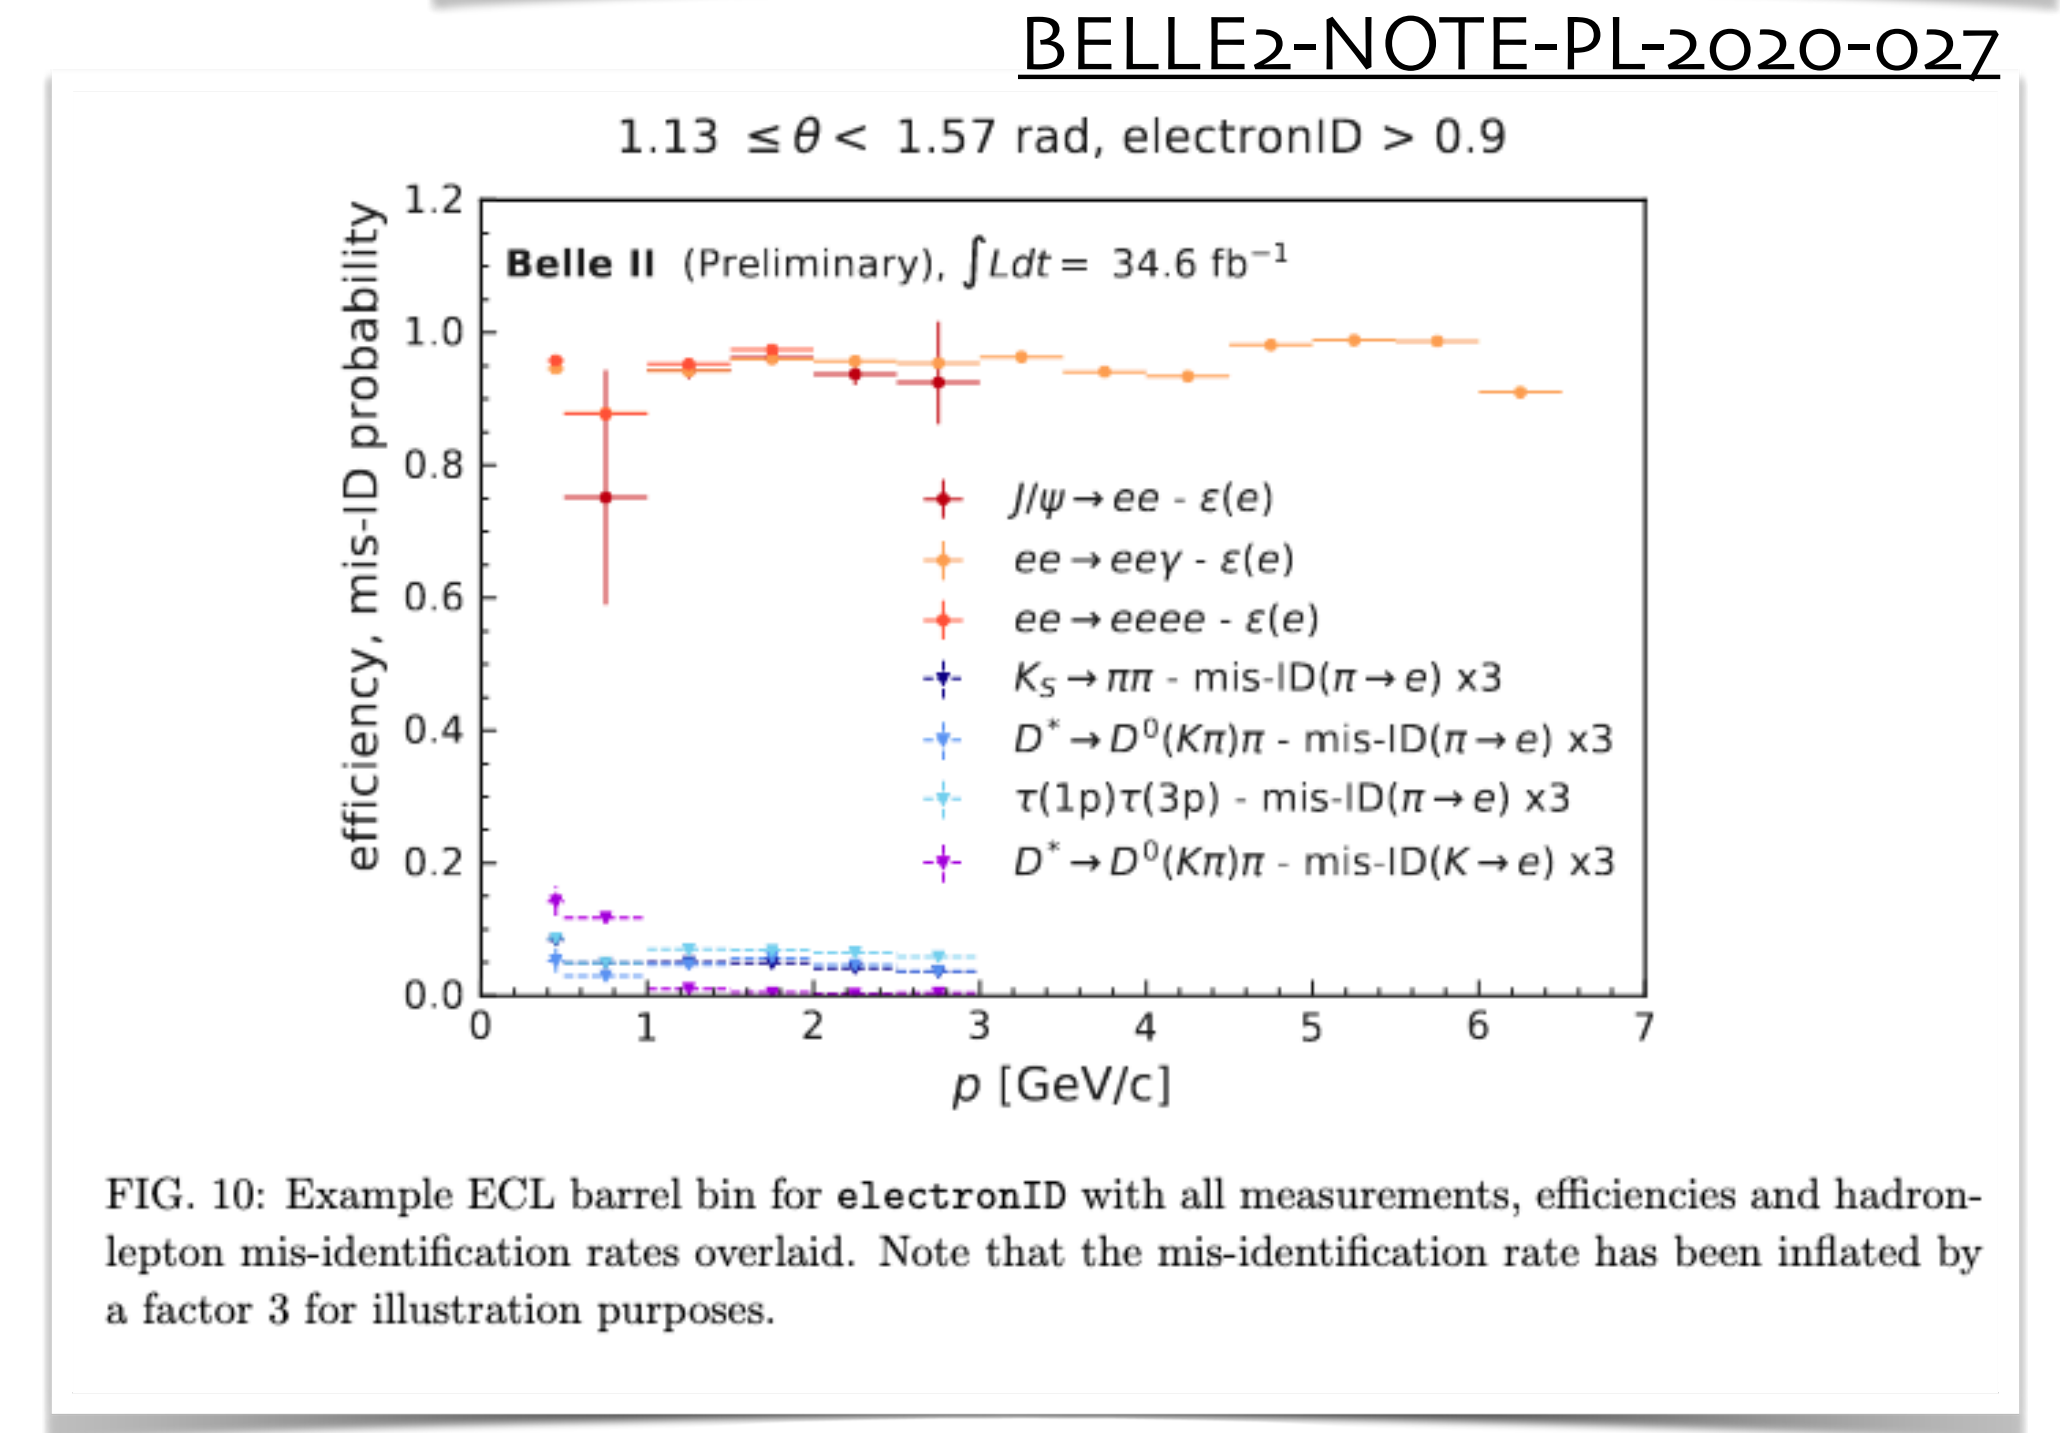 BELLE2-NOTE-PL-2020-027
1.13 ≤ θ < 1.57 rad, electronID > 0.9
efficiency, mis-ID probability
1.2
1.0
0.8
0.6
0.4
0.2
0.0
Belle II (Preliminary), ∫Ldt = 34.6 fb⁻¹
J/ψ → ee - ε(e)
ee → eeγ - ε(e)
ee → eeee - ε(e)
K_S → ππ - mis-ID(π → e) x3
D* → D⁰(Kπ)π - mis-ID(π → e) x3
τ(1p)τ(3p) - mis-ID(π → e) x3
D* → D⁰(Kπ)π - mis-ID(K → e) x3
0 1 2 3 4 5 6 7
p [GeV/c]
FIG. 10: Example ECL barrel bin for electronID with all measurements, efficiencies and hadron-
lepton mis-identification rates overlaid. Note that the mis-identification rate has been inflated by
a factor 3 for illustration purposes.